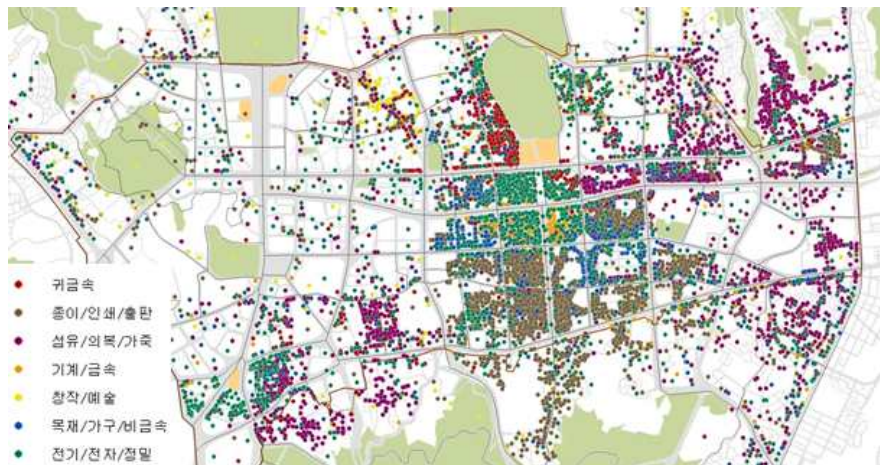 귀금속
종이/인쇄/출판
섬유/의복/가죽
기계/금속
창작/예술
목재/가구/비금속
전기/전자/정밀